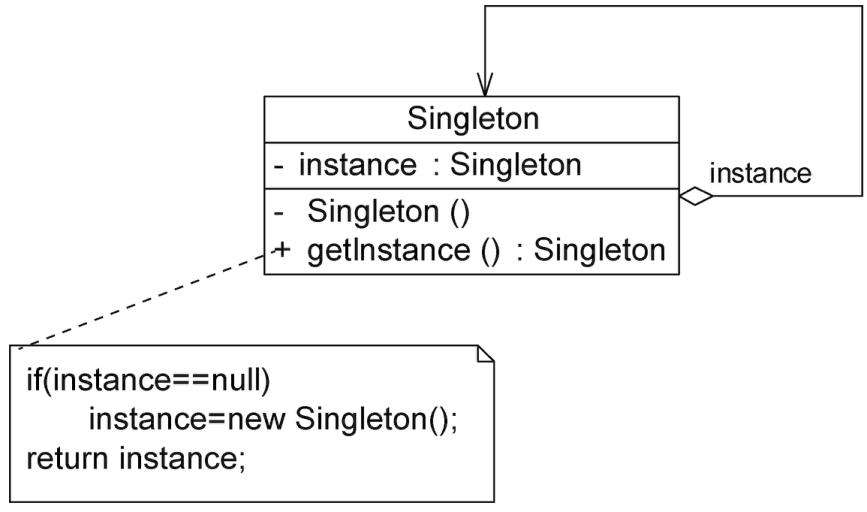 Singleton
- instance : Singleton
instance
- Singleton ()
+ getInstance () : Singleton
if(instance==null)
instance=new Singleton();
return instance;